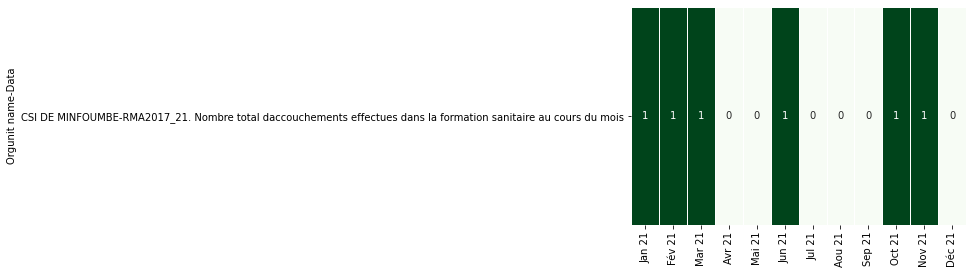 Orgunit name-Data
CSI DE MINFOUMBE-RMA2017_21. Nombre total daccouchements effectues dans la formation sanitaire au cours du mois
1 1 1 0 0 1 0 0 0 1 1 0
Jan 21 Fév 21 Mar 21 Avr 21 Mai 21 Jun 21 Jul 21 Aou 21 Sep 21 Oct 21 Nov 21 Déc 21